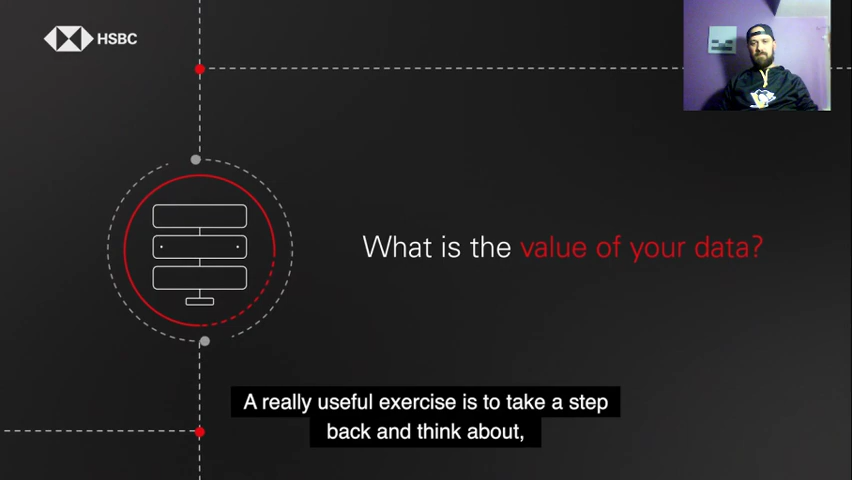 HSBC
What is the value of your data?
A really useful exercise is to take a step
back and think about,